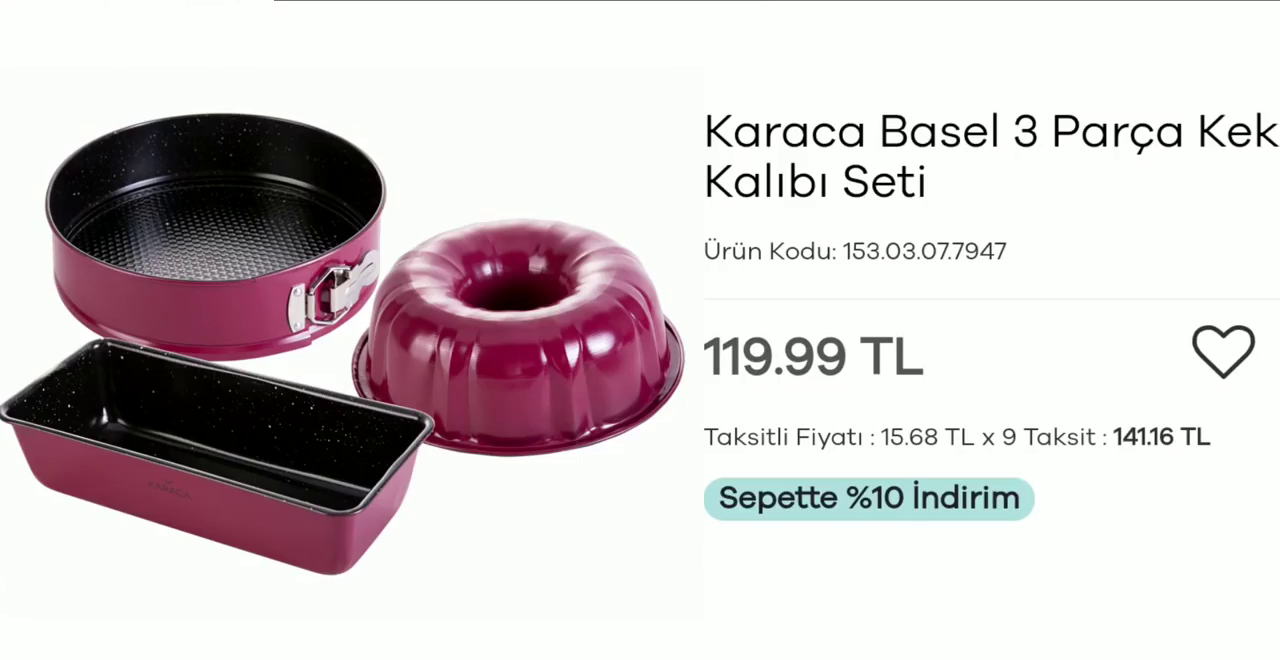 Karaca Basel 3 Parça Kek
Kalıbı Seti
Ürün Kodu: 153.03.07.7947
119.99 TL
Taksitli Fiyatı : 15.68 TL x 9 Taksit : 141.16 TL
Sepette %10 İndirim
KARACA